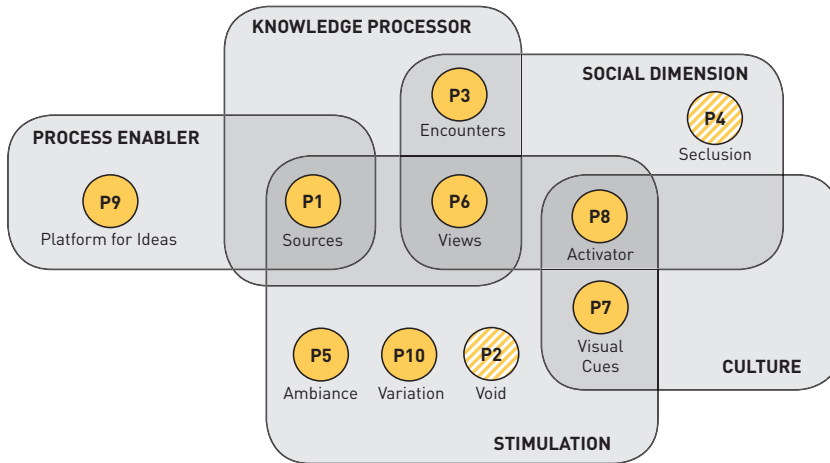 KNOWLEDGE PROCESSOR
SOCIAL DIMENSION
P3
Encounters
P4
Seclusion
PROCESS ENABLER
P9
Platform for Ideas
P1
Sources
P6
Views
P8
Activator
P7
Visual
Cues
CULTURE
P5
Ambiance
P10
Variation
P2
Void
STIMULATION